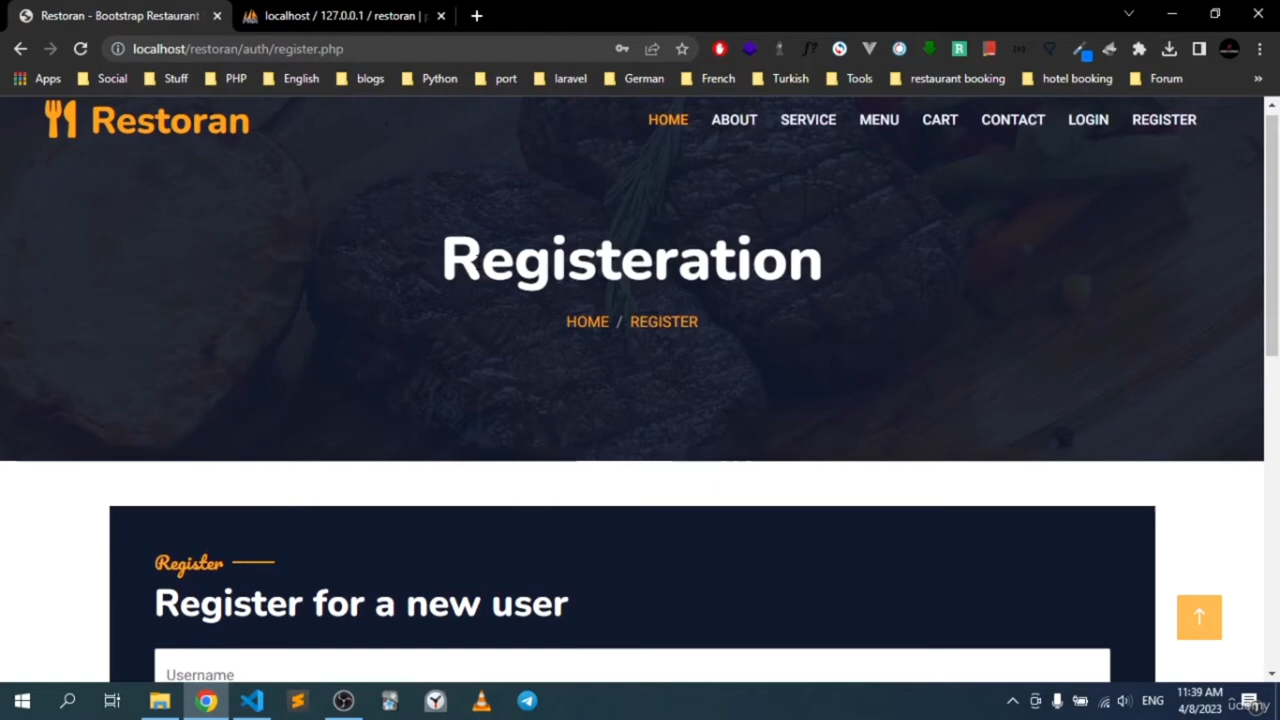 Restoran - Bootstrap Restaurant
localhost / 127.0.0.1 / restoran |
localhost/restoran/auth/register.php
Apps Social Stuff PHP English blogs Python port laravel German French Turkish Tools restaurant booking hotel booking Forum
Restoran
HOME ABOUT SERVICE MENU CART CONTACT LOGIN REGISTER
Registeration
HOME / REGISTER
Register
Register for a new user
Username
ENG
11:39 AM
4/8/2023
udemy